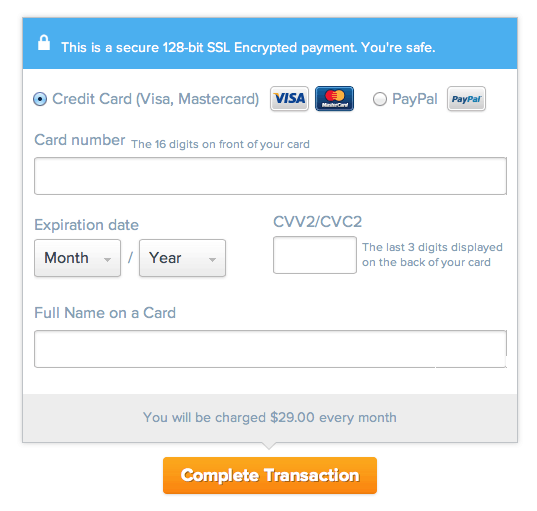 This is a secure 128-bit SSL Encrypted payment. You're safe.
Credit Card (Visa, Mastercard) VISA MasterCard PayPal PayPal
Card number The 16 digits on front of your card
Expiration date CVV2/CVC2
Month / Year The last 3 digits displayed
on the back of your card
Full Name on a Card
You will be charged $29.00 every month
Complete Transaction